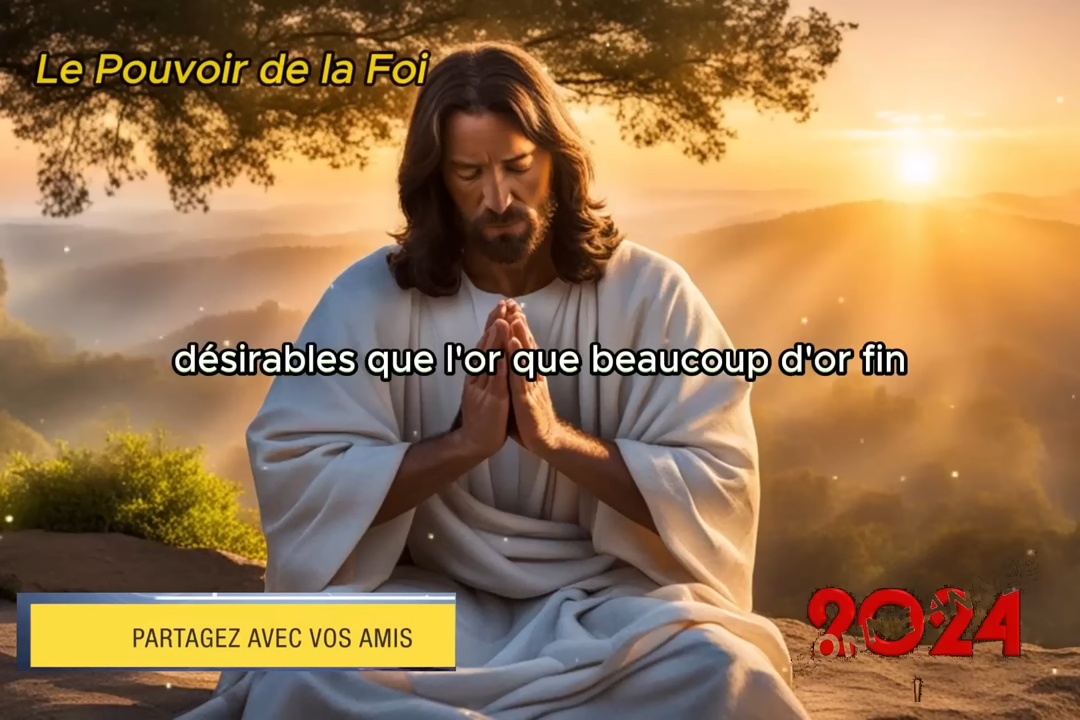 Le Pouvoir de la Foi
désirables que l'or que beaucoup d'or fin
PARTAGEZ AVEC VOS AMIS
2024